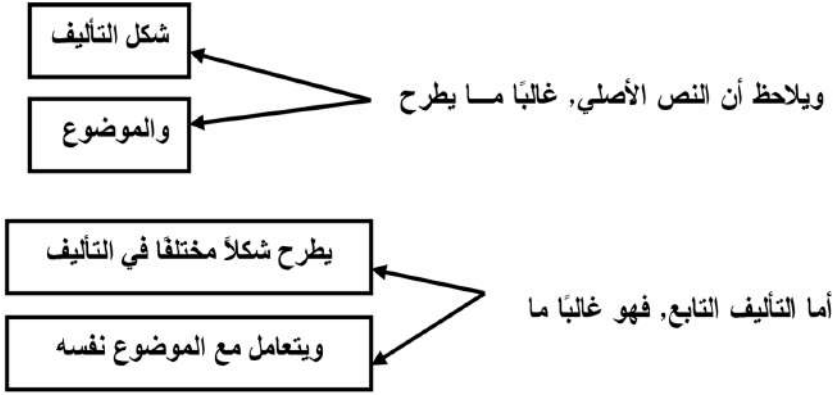 ويلاحظ أن النص الأصلي, غالبًا مـــا يطرح
شكل التأليف
والموضوع
أما التأليف التابع, فهو غالبًا ما
يطرح شكلاً مختلفًا في التأليف
ويتعامل مع الموضوع نفسه